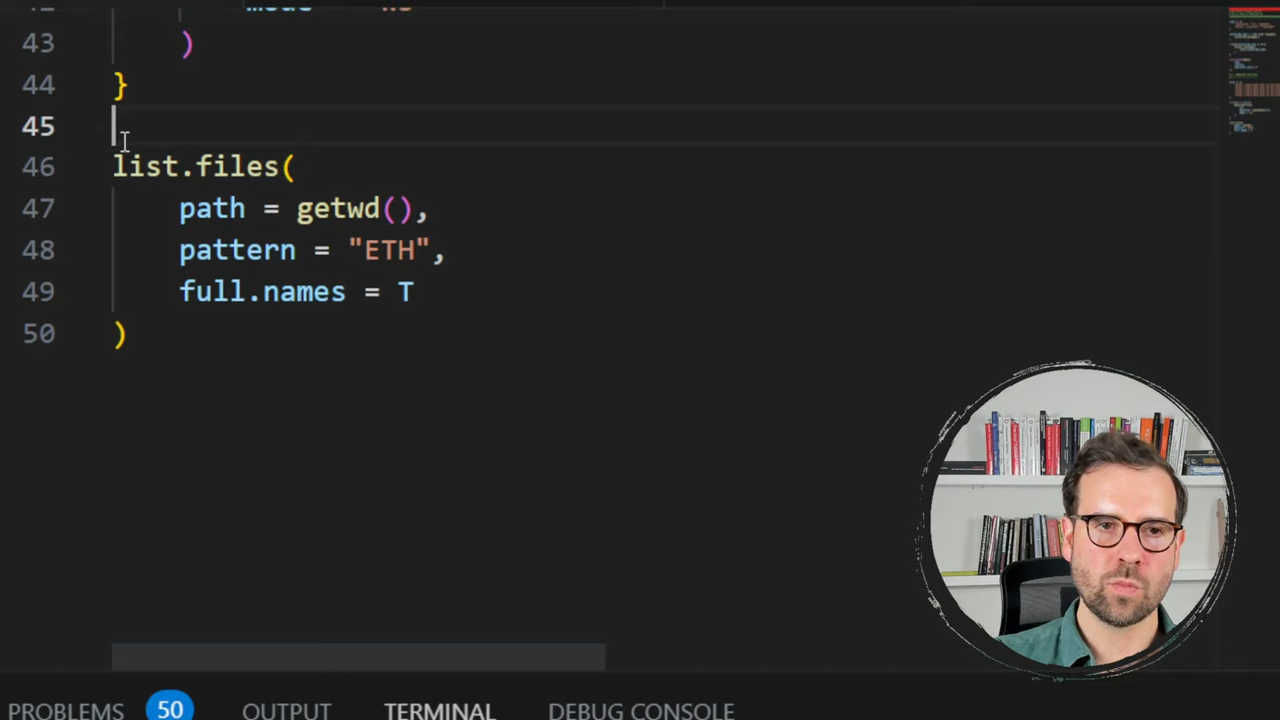 43 )
44 }
45
46 list.files(
47 path = getwd(),
48 pattern = "ETH",
49 full.names = T
50 )
PROBLEMS 50 OUTPUT TERMINAL DEBUG CONSOLE